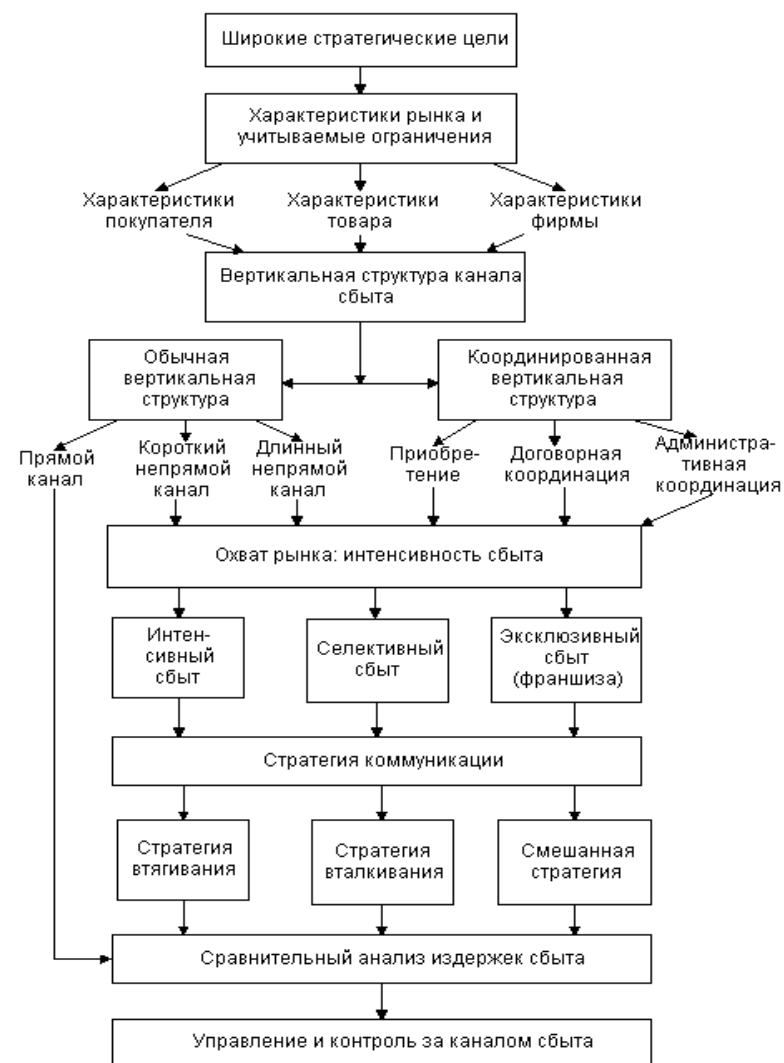 Широкие стратегические цели
Характеристики рынка и
учитываемые ограничения
Характеристики
покупателя
Характеристики
товара
Характеристики
фирмы
Вертикальная структура канала
сбыта
Обычная
вертикальная
структура
Координированная
вертикальная
структура
Прямой
канал
Короткий
непрямой
канал
Длинный
непрямой
канал
Приобре-
тение
Договорная
координация
Администра-
тивная
координация
Охват рынка: интенсивность сбыта
Интен-
сивный
сбыт
Селективный
сбыт
Эксклюзивный
сбыт
(франшиза)
Стратегия коммуникации
Стратегия
втягивания
Стратегия
вталкивания
Смешанная
стратегия
Сравнительный анализ издержек сбыта
Управление и контроль за каналом сбыта